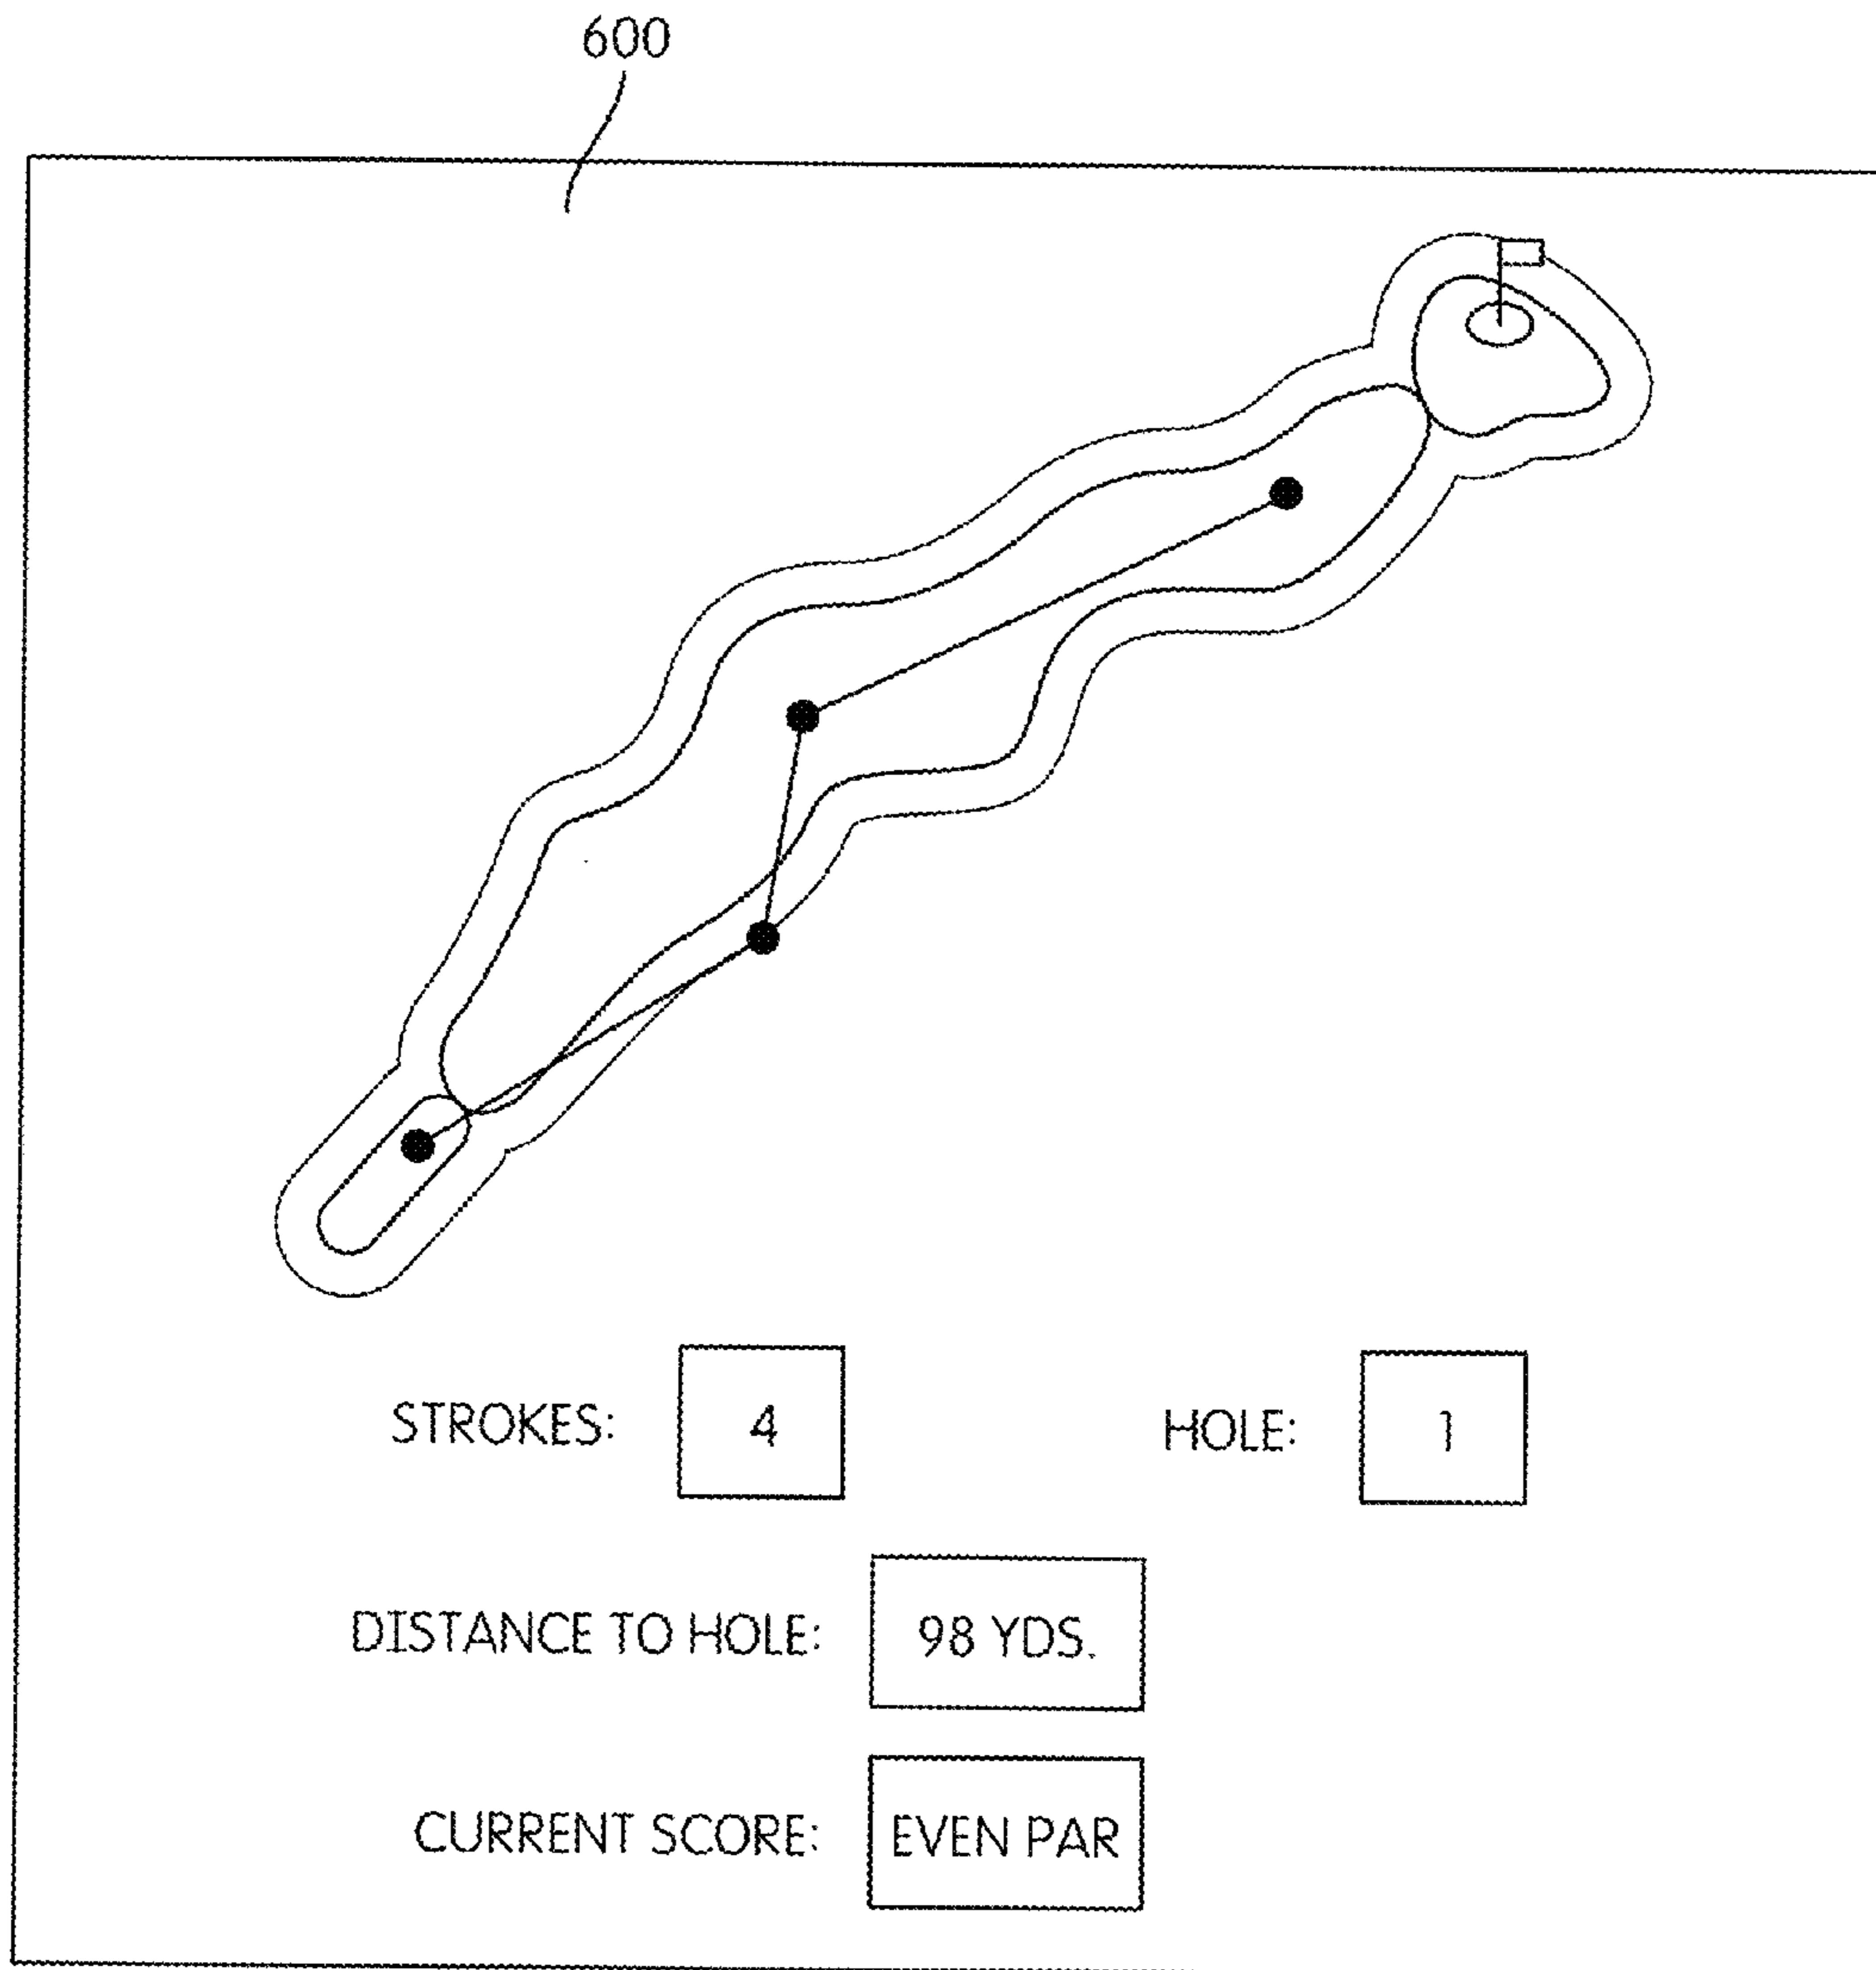 600
STROKES: 4 HOLE: 1
DISTANCE TO HOLE: 98 YDS.
CURRENT SCORE: EVEN PAR